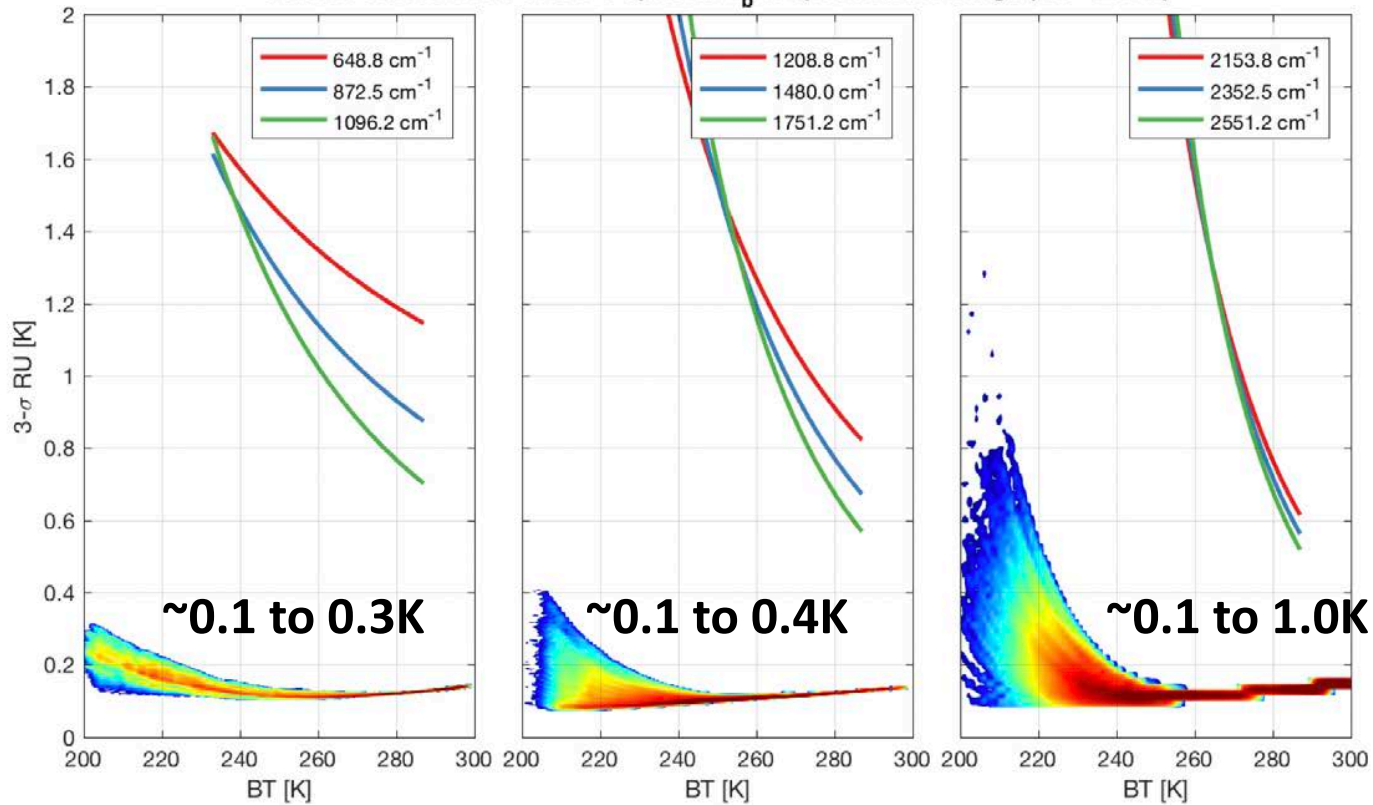 2
1.8
1.6
1.4
1.2
1
0.8
0.6
0.4
0.2
0
3-σ RU [K]
648.8 cm⁻¹
872.5 cm⁻¹
1096.2 cm⁻¹
~0.1 to 0.3K
200 220 240 260 280 300
BT [K]
1208.8 cm⁻¹
1480.0 cm⁻¹
1751.2 cm⁻¹
~0.1 to 0.4K
200 220 240 260 280 300
BT [K]
2153.8 cm⁻¹
2352.5 cm⁻¹
2551.2 cm⁻¹
~0.1 to 1.0K
200 220 240 260 280 300
BT [K]